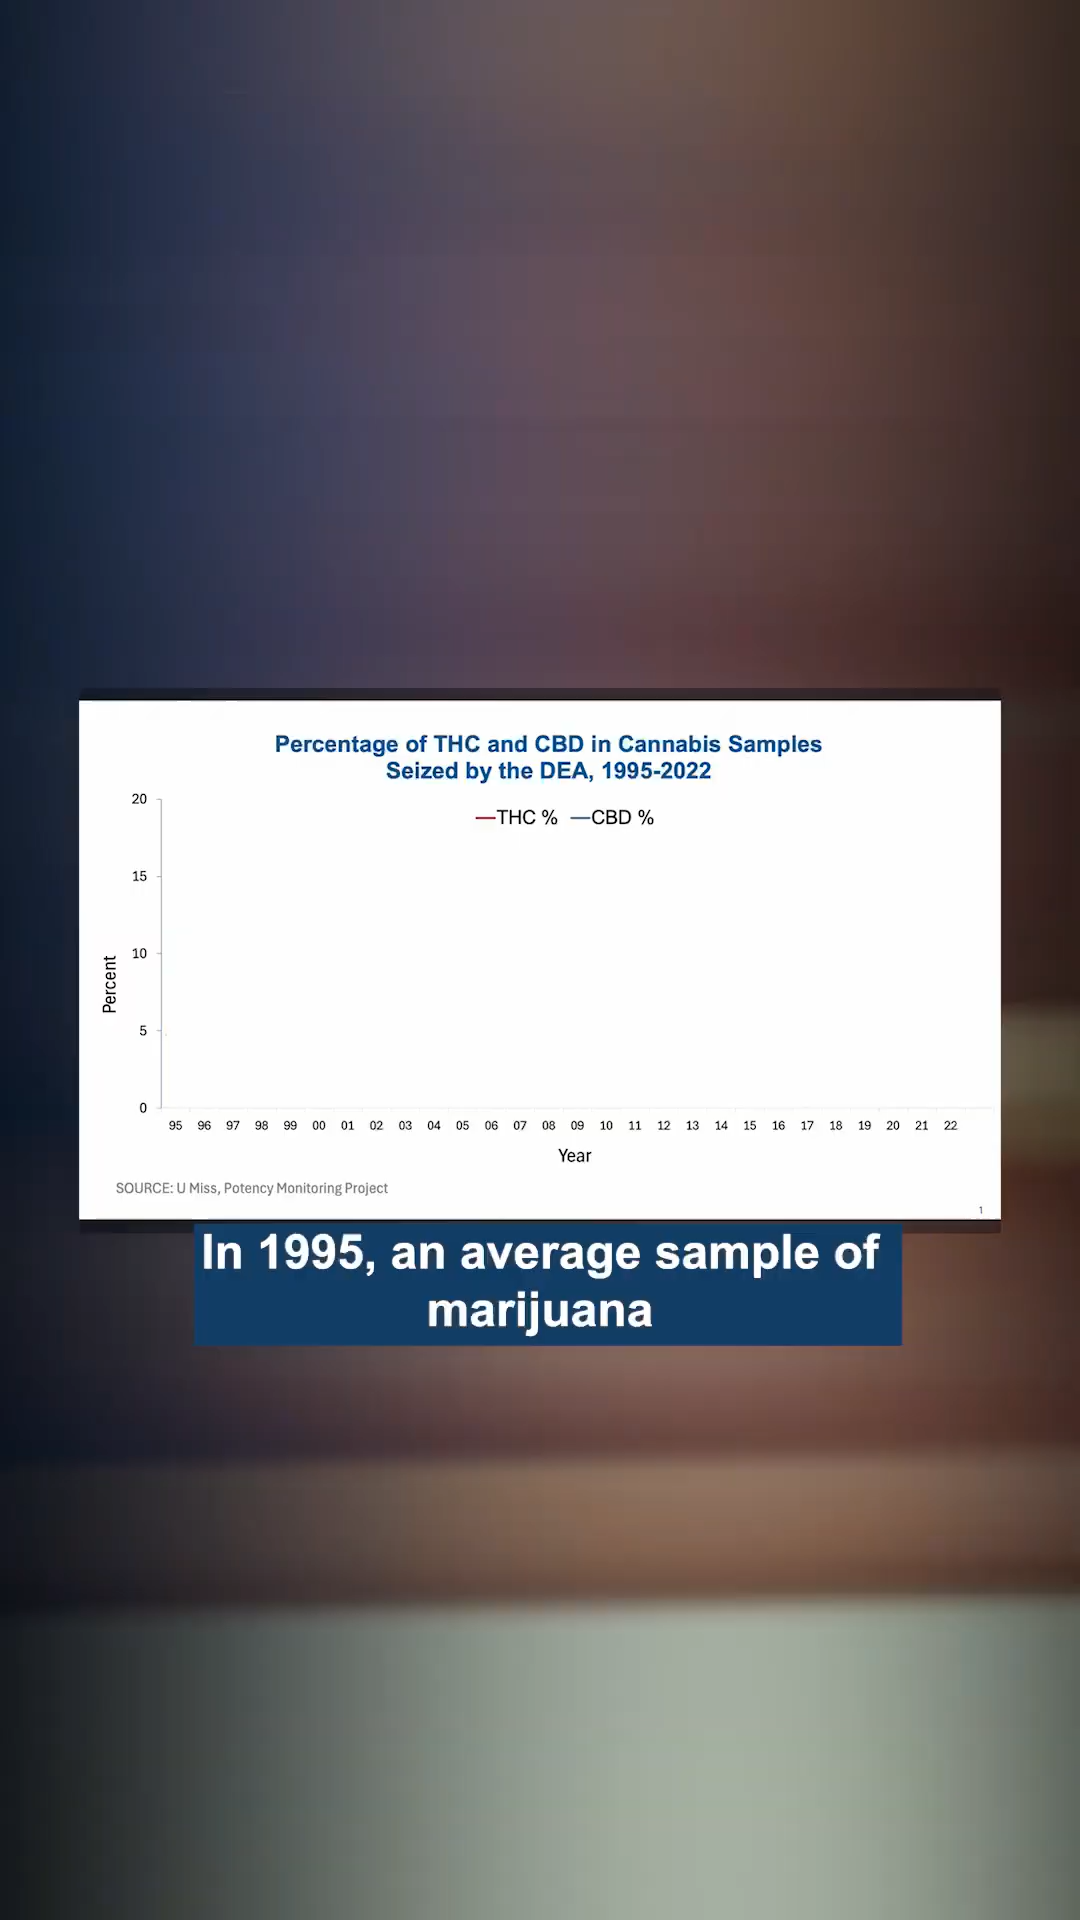 Percentage of THC and CBD in Cannabis Samples
Seized by the DEA, 1995-2022
THC % CBD %
20
15
10
5
0
Percent
95 96 97 98 99 00 01 02 03 04 05 06 07 08 09 10 11 12 13 14 15 16 17 18 19 20 21 22
Year
SOURCE: U Miss, Potency Monitoring Project
1
In 1995, an average sample of
marijuana